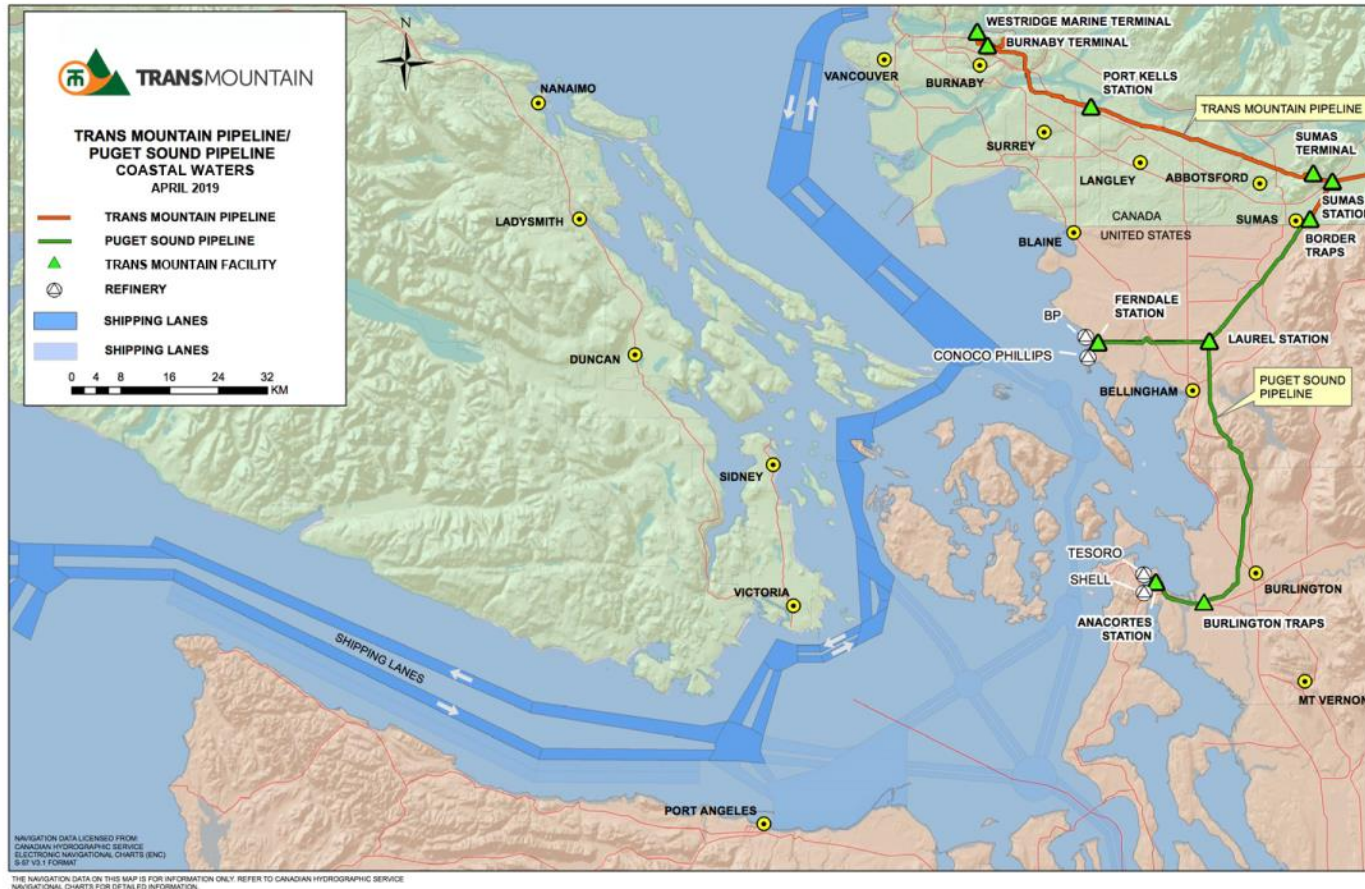 TRANSMOUNTAIN
TRANS MOUNTAIN PIPELINE/
PUGET SOUND PIPELINE
COASTAL WATERS
APRIL 2019
TRANS MOUNTAIN PIPELINE
PUGET SOUND PIPELINE
TRANS MOUNTAIN FACILITY
REFINERY
SHIPPING LANES
SHIPPING LANES
0 4 8 16 24 32
KM
N
NANAIMO
LADYSMITH
DUNCAN
SIDNEY
VICTORIA
SHIPPING LANES
PORT ANGELES
WESTRIDGE MARINE TERMINAL
BURNABY TERMINAL
VANCOUVER
BURNABY
PORT KELLS
STATION
TRANS MOUNTAIN PIPELINE
SURREY
SUMAS
TERMINAL
LANGLEY
ABBOTSFORD
SUMAS
STATION
CANADA
SUMAS
BLAINE
UNITED STATES
BORDER
TRAPS
FERNDALE
STATION
BP
CONOCO PHILLIPS
LAUREL STATION
BELLINGHAM
PUGET SOUND
PIPELINE
TESORO
SHELL
BURLINGTON
ANACORTES
STATION
BURLINGTON TRAPS
MT VERNON
NAVIGATION DATA LICENSED FROM
CANADIAN HYDROGRAPHIC SERVICE
ELECTRONIC NAVIGATIONAL CHARTS (ENC)
S-57 V3.1 FORMAT
THE NAVIGATION DATA ON THIS MAP IS FOR INFORMATION ONLY. REFER TO CANADIAN HYDROGRAPHIC SERVICE
NAVIGATIONAL CHARTS FOR DETAILED INFORMATION.